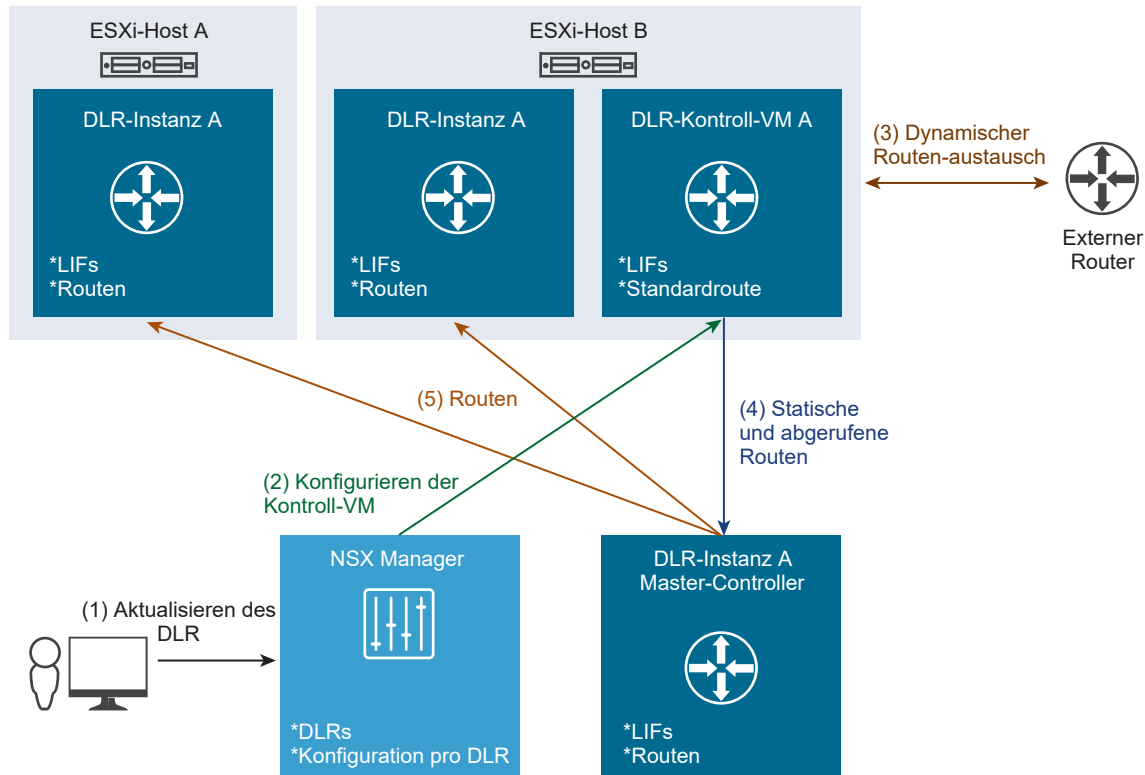 ESXi-Host A
ESXi-Host B
DLR-Instanz A
*LIFs
*Routen
DLR-Instanz A
*LIFs
*Routen
DLR-Kontroll-VM A
*LIFs
*Standardroute
(3) Dynamischer
Routen-austausch
Externer
Router
(5) Routen
(4) Statische
und abgerufene
Routen
(2) Konfigurieren der
Kontroll-VM
(1) Aktualisieren des
DLR
NSX Manager
*DLRs
*Konfiguration pro DLR
DLR-Instanz A
Master-Controller
*LIFs
*Routen